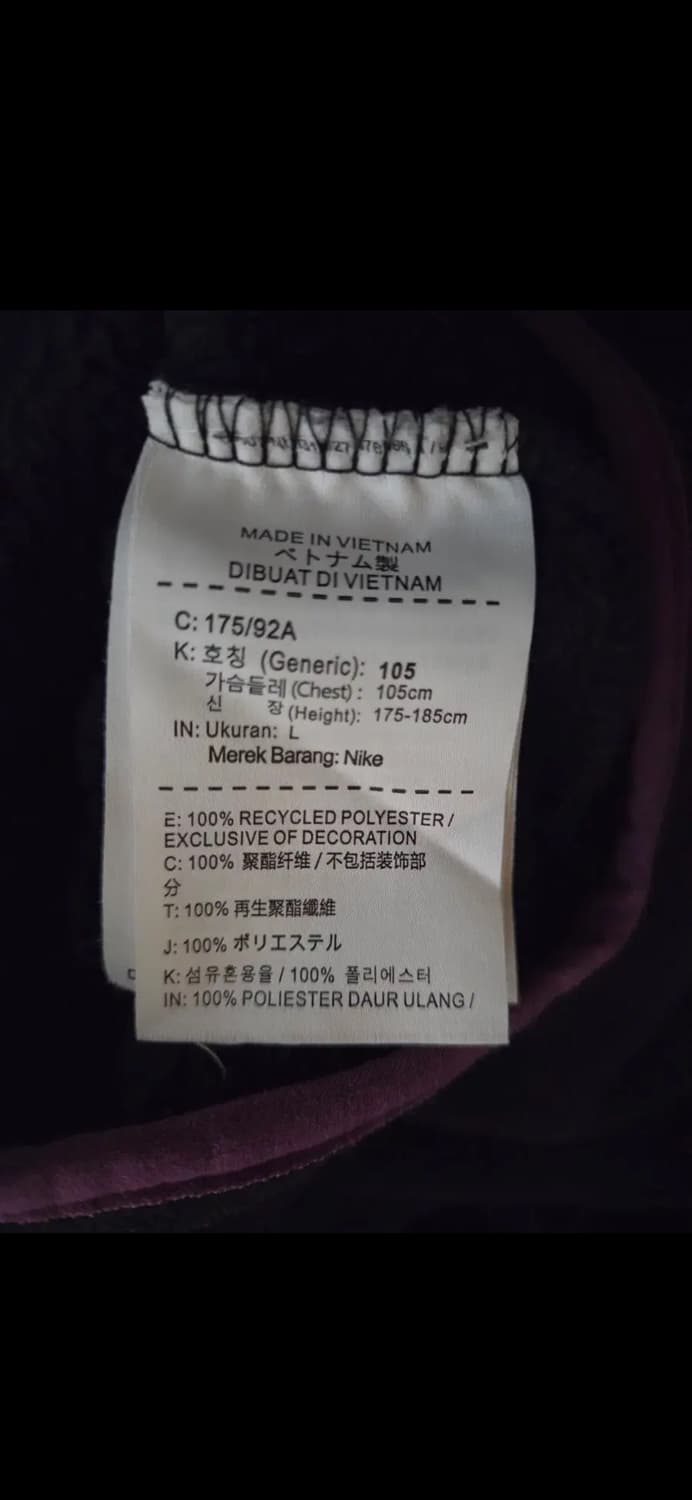 MADE IN VIETNAM
ベトナム製
DIBUAT DI VIETNAM
C: 175/92A
K: 호칭 (Generic): 105
가슴둘레 (Chest) : 105cm
신 장 (Height): 175-185cm
IN: Ukuran: L
Merek Barang: Nike
E: 100% RECYCLED POLYESTER /
EXCLUSIVE OF DECORATION
C: 100% 聚酯纤维 / 不包括装饰部
分
T: 100% 再生聚酯纖維
J: 100% ポリエステル
K: 섬유혼용율 / 100% 폴리에스터
IN: 100% POLIESTER DAUR ULANG /